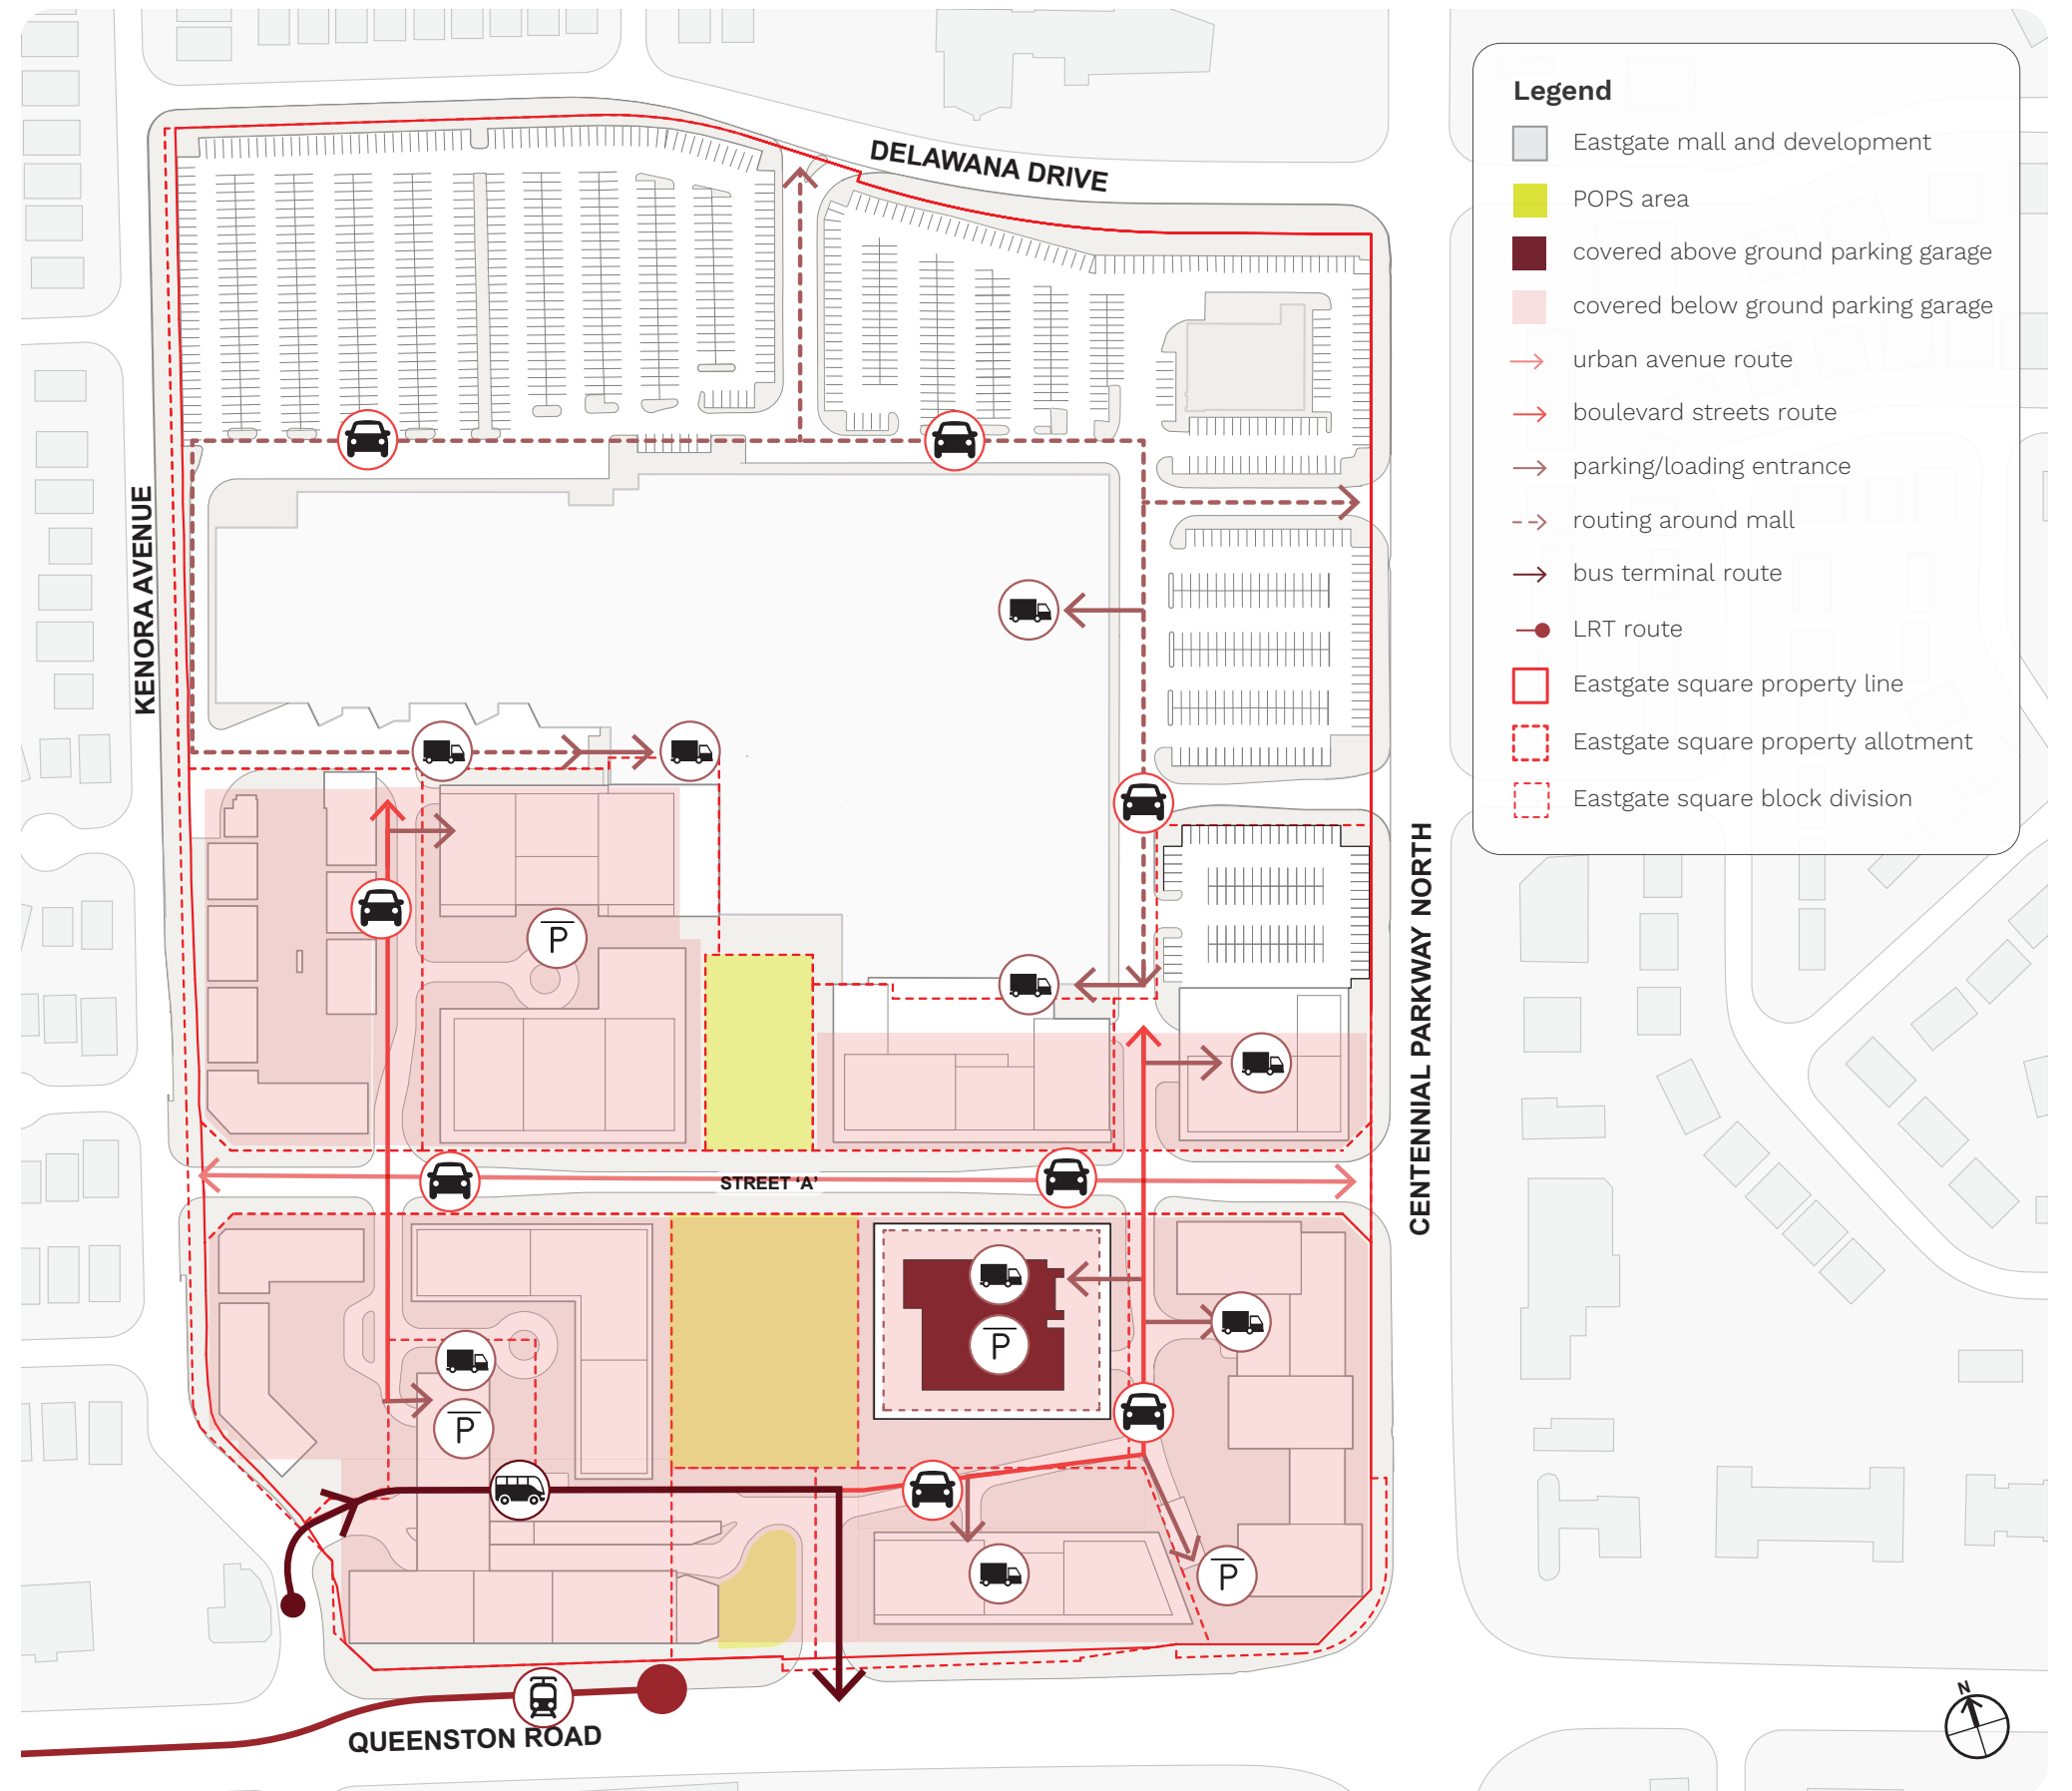 Legend
Eastgate mall and development
POPS area
covered above ground parking garage
covered below ground parking garage
urban avenue route
boulevard streets route
parking/loading entrance
routing around mall
bus terminal route
LRT route
Eastgate square property line
Eastgate square property allotment
Eastgate square block division
DELAWANA DRIVE
KENORA AVENUE
CENTENNIAL PARKWAY NORTH
P
STREET ‘A’
P
P
P
QUEENSTON ROAD
N